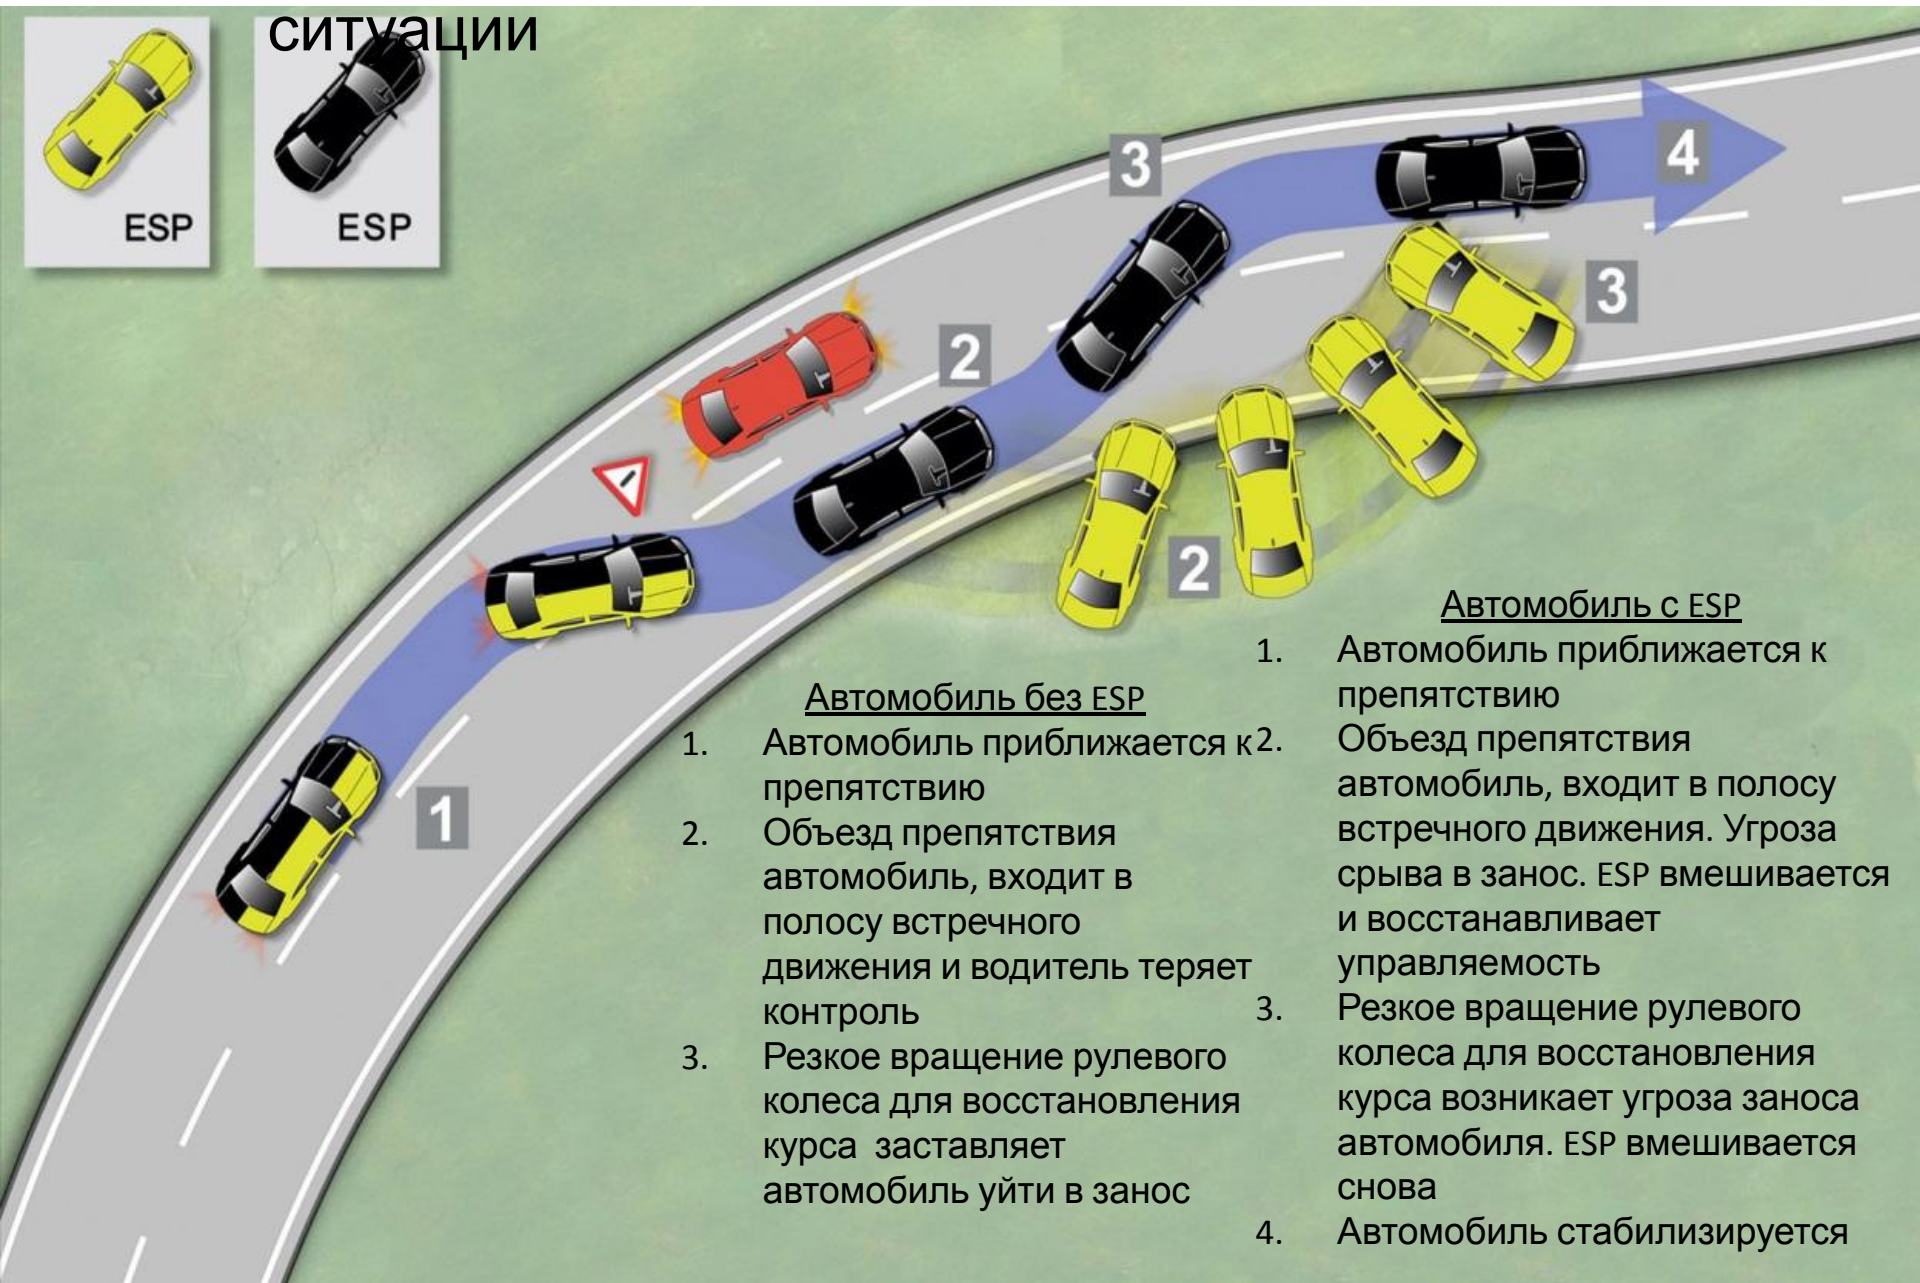 ситуации
ESP
ESP
3
4
3
2
2
1
Автомобиль без ESP
1. Автомобиль приближается к
препятствию
2. Объезд препятствия
автомобиль, входит в
полосу встречного
движения и водитель теряет
контроль
3. Резкое вращение рулевого
колеса для восстановления
курса заставляет
автомобиль уйти в занос
Автомобиль с ESP
1. Автомобиль приближается к
препятствию
2. Объезд препятствия
автомобиль, входит в полосу
встречного движения. Угроза
срыва в занос. ESP вмешивается
и восстанавливает
управляемость
3. Резкое вращение рулевого
колеса для восстановления
курса возникает угроза заноса
автомобиля. ESP вмешивается
снова
4. Автомобиль стабилизируется